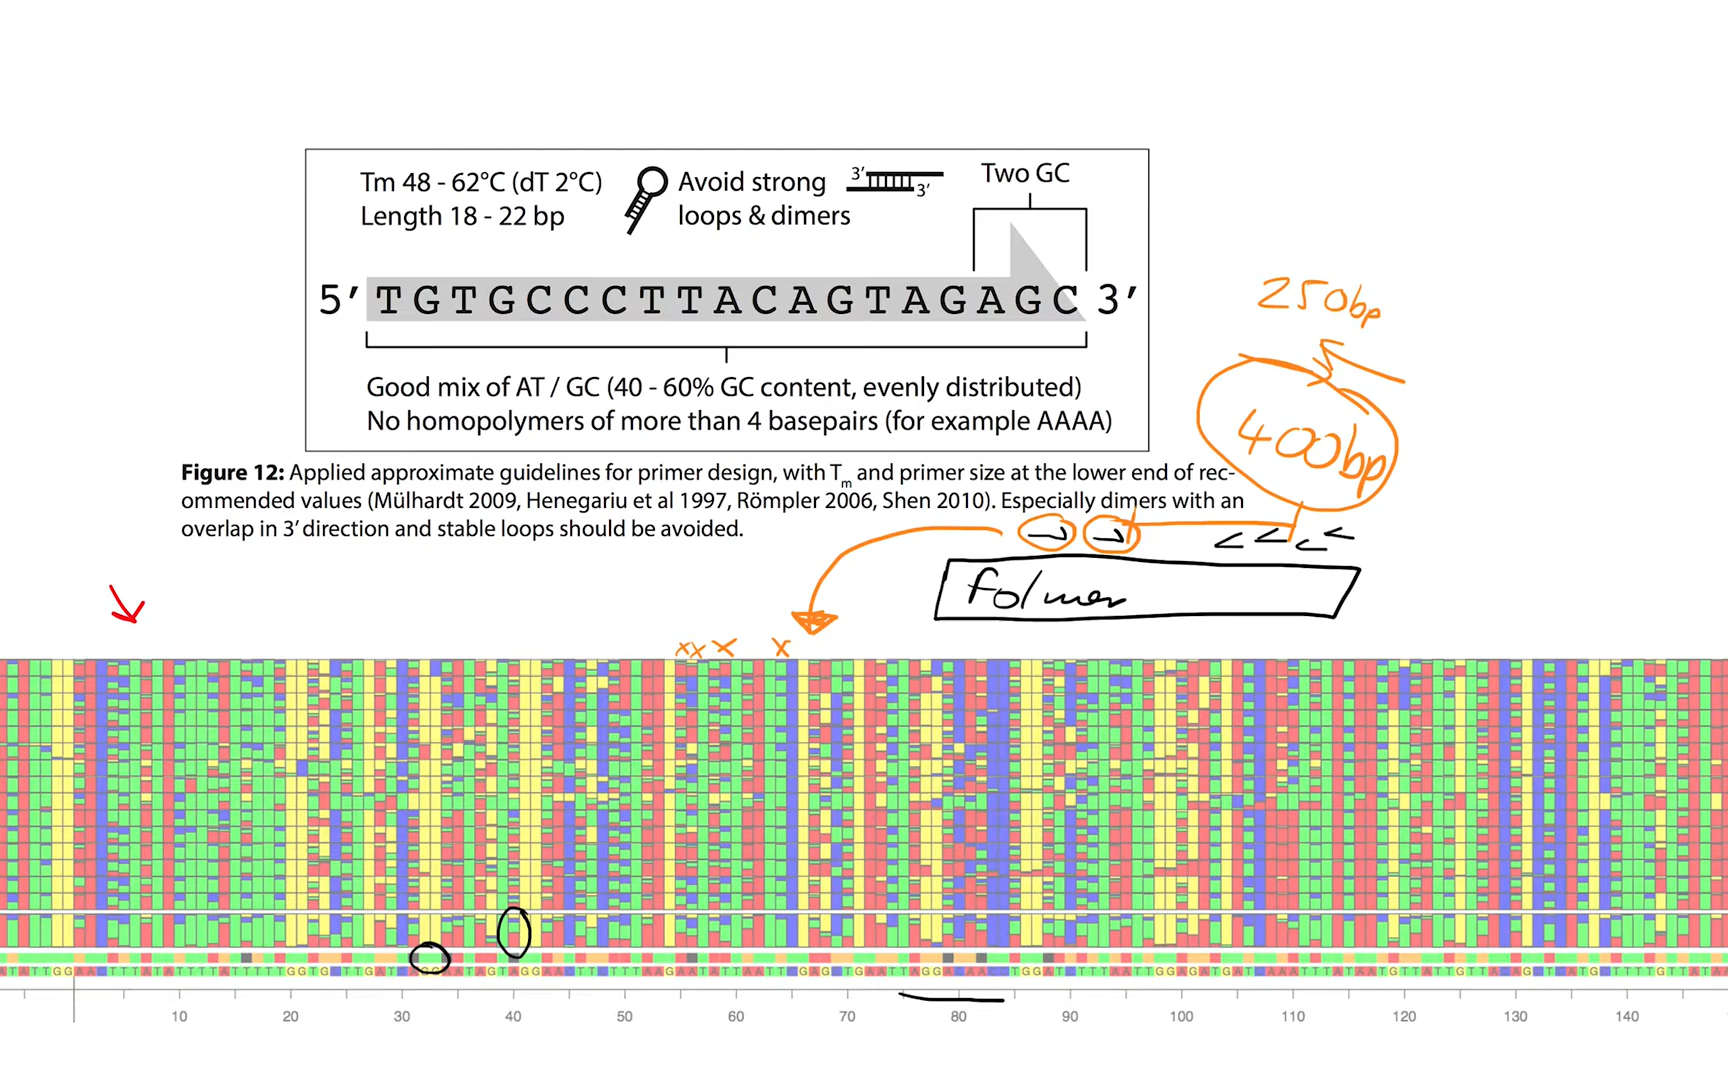 Tm 48 - 62°C (dT 2°C)
Length 18 - 22 bp
Avoid strong
loops & dimers
3′
3′
Two GC
5′ TGTGCCCTTACAGTAGAGC 3′
Good mix of AT / GC (40 - 60% GC content, evenly distributed)
No homopolymers of more than 4 basepairs (for example AAAA)
250bp
400bp
Figure 12: Applied approximate guidelines for primer design, with Tm and primer size at the lower end of rec-
ommended values (Mülhardt 2009, Henegariu et al 1997, Römpler 2006, Shen 2010). Especially dimers with an
overlap in 3′ direction and stable loops should be avoided.
Folmer
x x x x
10 20 30 40 50 60 70 80 90 100 110 120 130 140